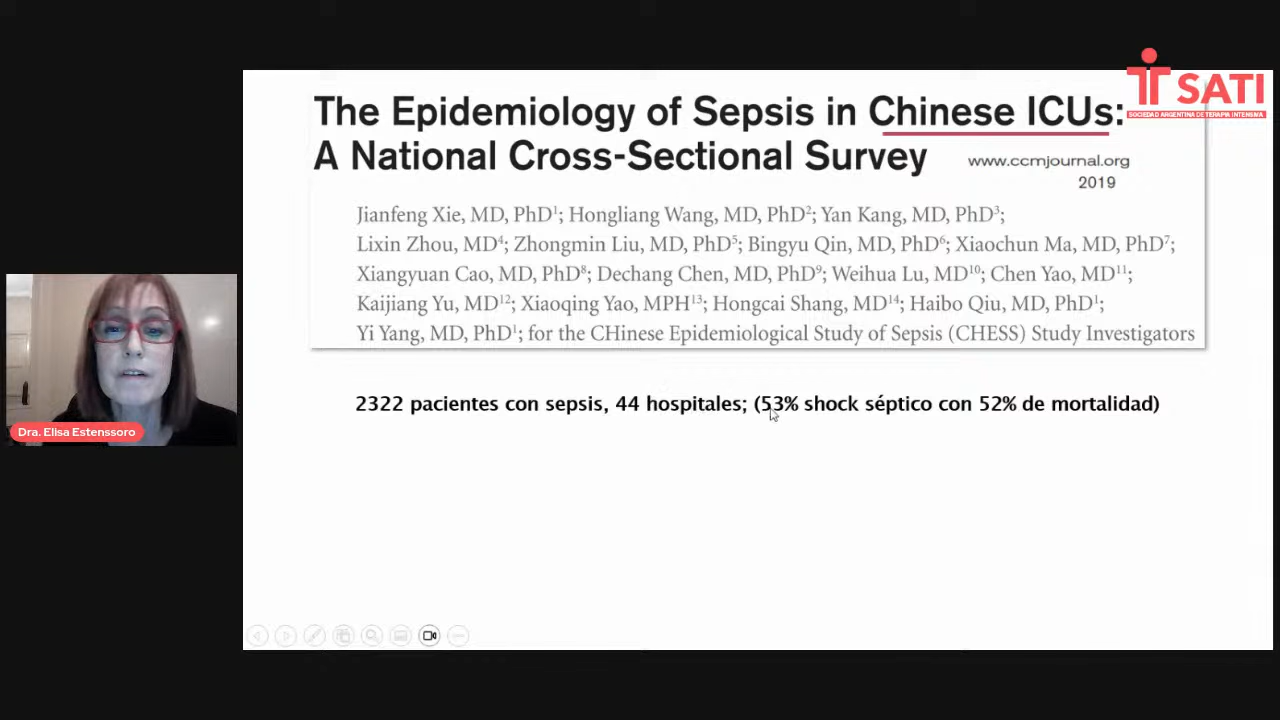 SATI
SOCIEDAD ARGENTINA DE TERAPIA INTENSIVA
The Epidemiology of Sepsis in Chinese ICUs:
A National Cross-Sectional Survey
www.ccmjournal.org
2019
Jianfeng Xie, MD, PhD¹; Hongliang Wang, MD, PhD²; Yan Kang, MD, PhD³;
Lixin Zhou, MD⁴; Zhongmin Liu, MD, PhD⁵; Bingyu Qin, MD, PhD⁶; Xiaochun Ma, MD, PhD⁷;
Xiangyuan Cao, MD, PhD⁸; Dechang Chen, MD, PhD⁹; Weihua Lu, MD¹⁰; Chen Yao, MD¹¹;
Kaijiang Yu, MD¹²; Xiaoqing Yao, MPH¹³; Hongcai Shang, MD¹⁴; Haibo Qiu, MD, PhD¹;
Yi Yang, MD, PhD¹; for the CHinese Epidemiological Study of Sepsis (CHESS) Study Investigators
2322 pacientes con sepsis, 44 hospitales; (53% shock séptico con 52% de mortalidad)
Dra. Elisa Estenssoro